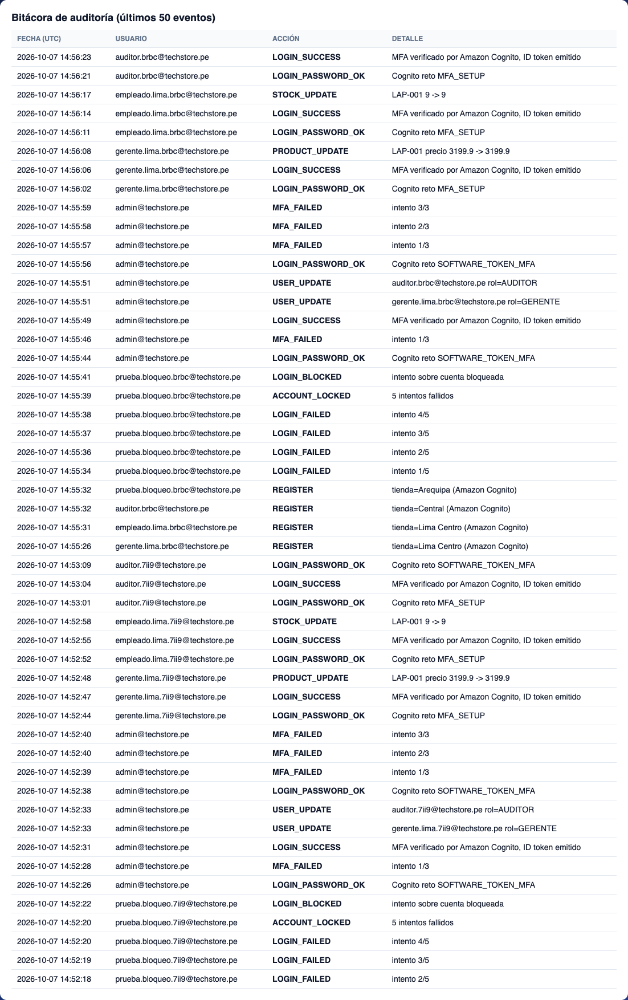 Bitácora de auditoría (últimos 50 eventos)
FECHA (UTC) USUARIO ACCIÓN DETALLE
2026-10-07 14:56:23 auditor.brbc@techstore.pe LOGIN_SUCCESS MFA verificado por Amazon Cognito, ID token emitido
2026-10-07 14:56:21 auditor.brbc@techstore.pe LOGIN_PASSWORD_OK Cognito reto MFA_SETUP
2026-10-07 14:56:17 empleado.lima.brbc@techstore.pe STOCK_UPDATE LAP-001 9 -> 9
2026-10-07 14:56:14 empleado.lima.brbc@techstore.pe LOGIN_SUCCESS MFA verificado por Amazon Cognito, ID token emitido
2026-10-07 14:56:11 empleado.lima.brbc@techstore.pe LOGIN_PASSWORD_OK Cognito reto MFA_SETUP
2026-10-07 14:56:08 gerente.lima.brbc@techstore.pe PRODUCT_UPDATE LAP-001 precio 3199.9 -> 3199.9
2026-10-07 14:56:06 gerente.lima.brbc@techstore.pe LOGIN_SUCCESS MFA verificado por Amazon Cognito, ID token emitido
2026-10-07 14:56:02 gerente.lima.brbc@techstore.pe LOGIN_PASSWORD_OK Cognito reto MFA_SETUP
2026-10-07 14:55:59 admin@techstore.pe MFA_FAILED intento 3/3
2026-10-07 14:55:58 admin@techstore.pe MFA_FAILED intento 2/3
2026-10-07 14:55:57 admin@techstore.pe MFA_FAILED intento 1/3
2026-10-07 14:55:56 admin@techstore.pe LOGIN_PASSWORD_OK Cognito reto SOFTWARE_TOKEN_MFA
2026-10-07 14:55:51 admin@techstore.pe USER_UPDATE auditor.brbc@techstore.pe rol=AUDITOR
2026-10-07 14:55:51 admin@techstore.pe USER_UPDATE gerente.lima.brbc@techstore.pe rol=GERENTE
2026-10-07 14:55:49 admin@techstore.pe LOGIN_SUCCESS MFA verificado por Amazon Cognito, ID token emitido
2026-10-07 14:55:46 admin@techstore.pe MFA_FAILED intento 1/3
2026-10-07 14:55:44 admin@techstore.pe LOGIN_PASSWORD_OK Cognito reto SOFTWARE_TOKEN_MFA
2026-10-07 14:55:41 prueba.bloqueo.brbc@techstore.pe LOGIN_BLOCKED intento sobre cuenta bloqueada
2026-10-07 14:55:39 prueba.bloqueo.brbc@techstore.pe ACCOUNT_LOCKED 5 intentos fallidos
2026-10-07 14:55:38 prueba.bloqueo.brbc@techstore.pe LOGIN_FAILED intento 4/5
2026-10-07 14:55:37 prueba.bloqueo.brbc@techstore.pe LOGIN_FAILED intento 3/5
2026-10-07 14:55:36 prueba.bloqueo.brbc@techstore.pe LOGIN_FAILED intento 2/5
2026-10-07 14:55:34 prueba.bloqueo.brbc@techstore.pe LOGIN_FAILED intento 1/5
2026-10-07 14:55:32 prueba.bloqueo.brbc@techstore.pe REGISTER tienda=Arequipa (Amazon Cognito)
2026-10-07 14:55:32 auditor.brbc@techstore.pe REGISTER tienda=Central (Amazon Cognito)
2026-10-07 14:55:31 empleado.lima.brbc@techstore.pe REGISTER tienda=Lima Centro (Amazon Cognito)
2026-10-07 14:55:26 gerente.lima.brbc@techstore.pe REGISTER tienda=Lima Centro (Amazon Cognito)
2026-10-07 14:53:09 auditor.7ii9@techstore.pe LOGIN_PASSWORD_OK Cognito reto SOFTWARE_TOKEN_MFA
2026-10-07 14:53:04 auditor.7ii9@techstore.pe LOGIN_SUCCESS MFA verificado por Amazon Cognito, ID token emitido
2026-10-07 14:53:01 auditor.7ii9@techstore.pe LOGIN_PASSWORD_OK Cognito reto MFA_SETUP
2026-10-07 14:52:58 empleado.lima.7ii9@techstore.pe STOCK_UPDATE LAP-001 9 -> 9
2026-10-07 14:52:55 empleado.lima.7ii9@techstore.pe LOGIN_SUCCESS MFA verificado por Amazon Cognito, ID token emitido
2026-10-07 14:52:52 empleado.lima.7ii9@techstore.pe LOGIN_PASSWORD_OK Cognito reto MFA_SETUP
2026-10-07 14:52:48 gerente.lima.7ii9@techstore.pe PRODUCT_UPDATE LAP-001 precio 3199.9 -> 3199.9
2026-10-07 14:52:47 gerente.lima.7ii9@techstore.pe LOGIN_SUCCESS MFA verificado por Amazon Cognito, ID token emitido
2026-10-07 14:52:44 gerente.lima.7ii9@techstore.pe LOGIN_PASSWORD_OK Cognito reto MFA_SETUP
2026-10-07 14:52:40 admin@techstore.pe MFA_FAILED intento 3/3
2026-10-07 14:52:40 admin@techstore.pe MFA_FAILED intento 2/3
2026-10-07 14:52:39 admin@techstore.pe MFA_FAILED intento 1/3
2026-10-07 14:52:38 admin@techstore.pe LOGIN_PASSWORD_OK Cognito reto SOFTWARE_TOKEN_MFA
2026-10-07 14:52:33 admin@techstore.pe USER_UPDATE auditor.7ii9@techstore.pe rol=AUDITOR
2026-10-07 14:52:33 admin@techstore.pe USER_UPDATE gerente.lima.7ii9@techstore.pe rol=GERENTE
2026-10-07 14:52:31 admin@techstore.pe LOGIN_SUCCESS MFA verificado por Amazon Cognito, ID token emitido
2026-10-07 14:52:28 admin@techstore.pe MFA_FAILED intento 1/3
2026-10-07 14:52:26 admin@techstore.pe LOGIN_PASSWORD_OK Cognito reto SOFTWARE_TOKEN_MFA
2026-10-07 14:52:22 prueba.bloqueo.7ii9@techstore.pe LOGIN_BLOCKED intento sobre cuenta bloqueada
2026-10-07 14:52:20 prueba.bloqueo.7ii9@techstore.pe ACCOUNT_LOCKED 5 intentos fallidos
2026-10-07 14:52:20 prueba.bloqueo.7ii9@techstore.pe LOGIN_FAILED intento 4/5
2026-10-07 14:52:19 prueba.bloqueo.7ii9@techstore.pe LOGIN_FAILED intento 3/5
2026-10-07 14:52:18 prueba.bloqueo.7ii9@techstore.pe LOGIN_FAILED intento 2/5